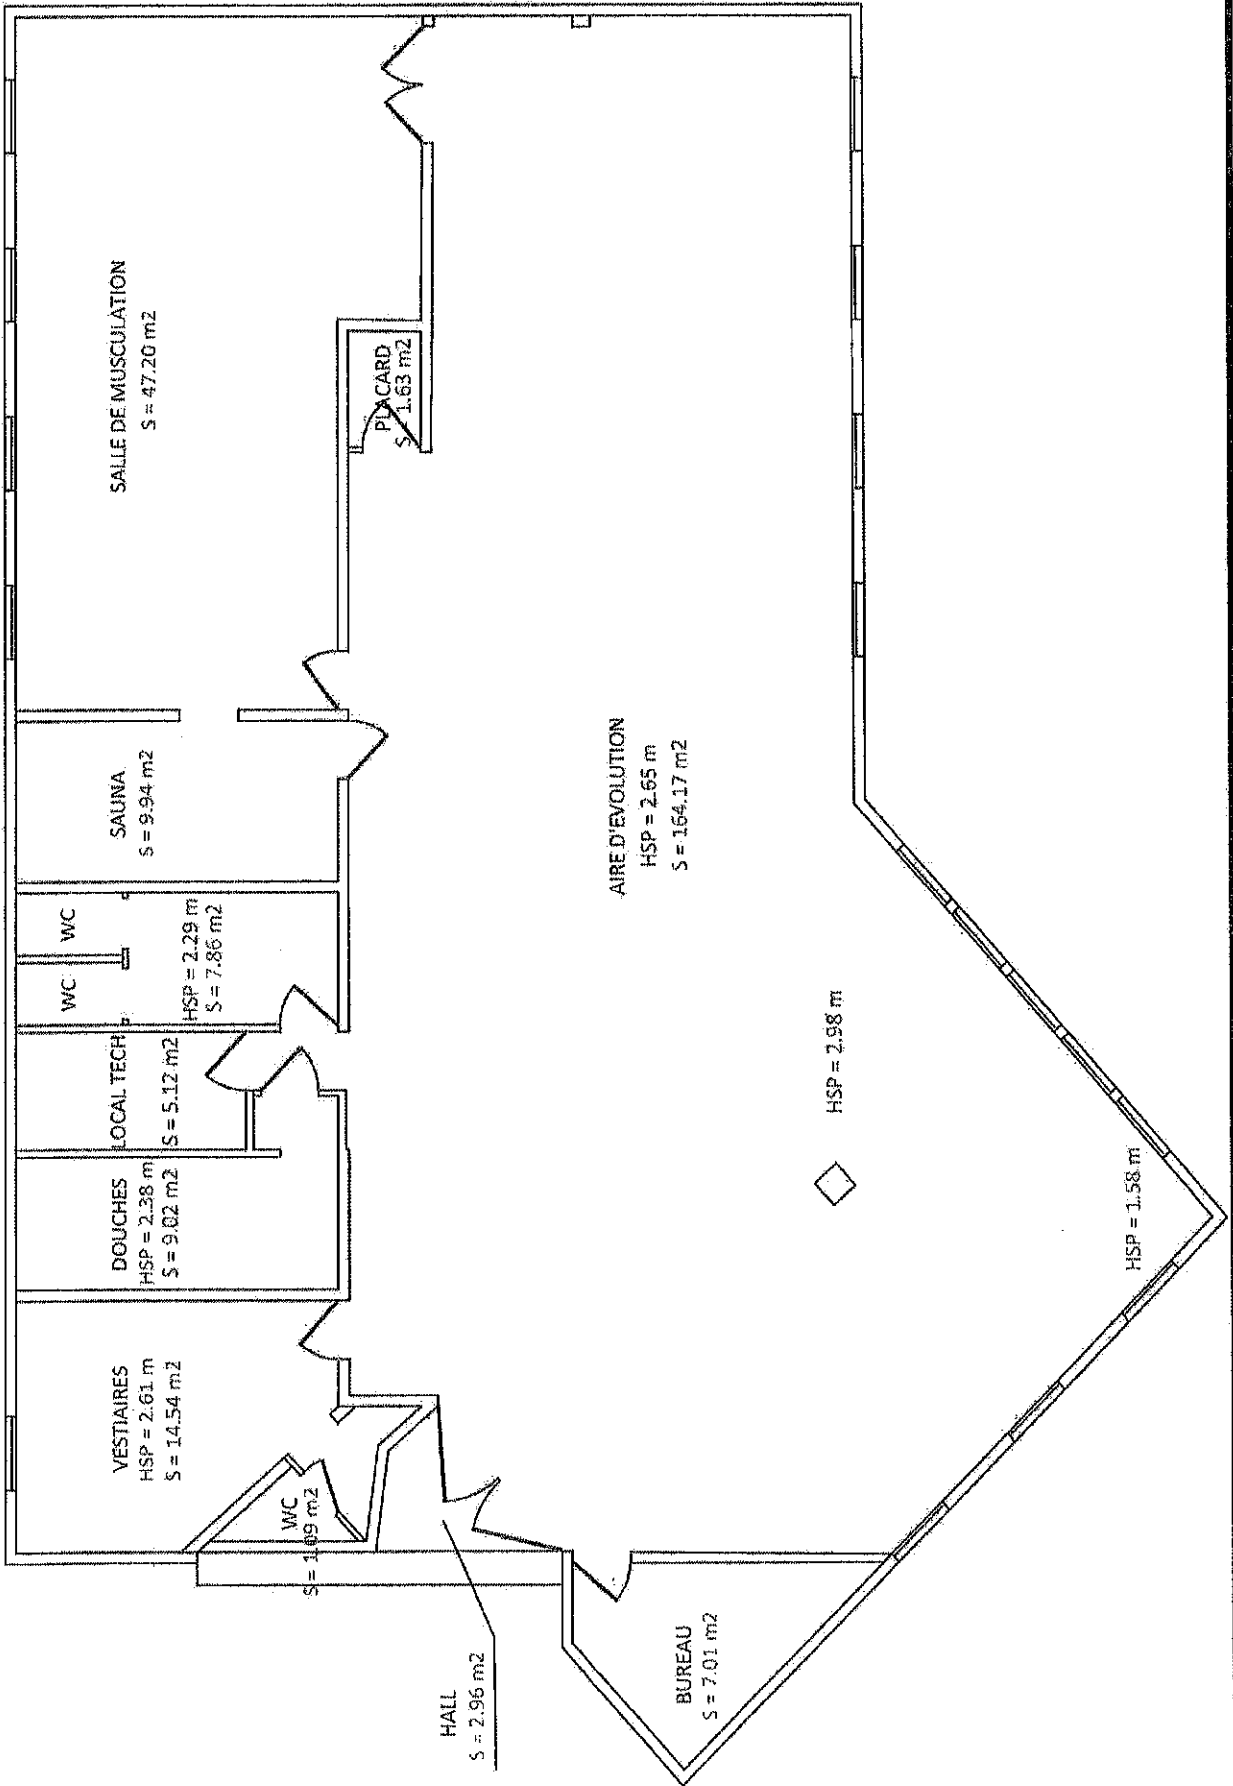 VESTIAIRES
HSP = 2.61 m
S = 14.54 m2
DOUCHES
HSP = 2.38 m
S = 9.02 m2
LOCAL TECH
S = 5.12 m2
WC
WC
HSP = 2.29 m
S = 7.86 m2
SAUNA
S = 9.94 m2
SALLE DE MUSCULATION
S = 47.20 m2
WC
S = 1.09 m2
PLACARD
S = 1.63 m2
HALL
S = 2.96 m2
AIRE D'EVOLUTION
HSP = 2.65 m
S = 164.17 m2
BUREAU
S = 7.01 m2
HSP = 2.98 m
HSP = 1.58 m